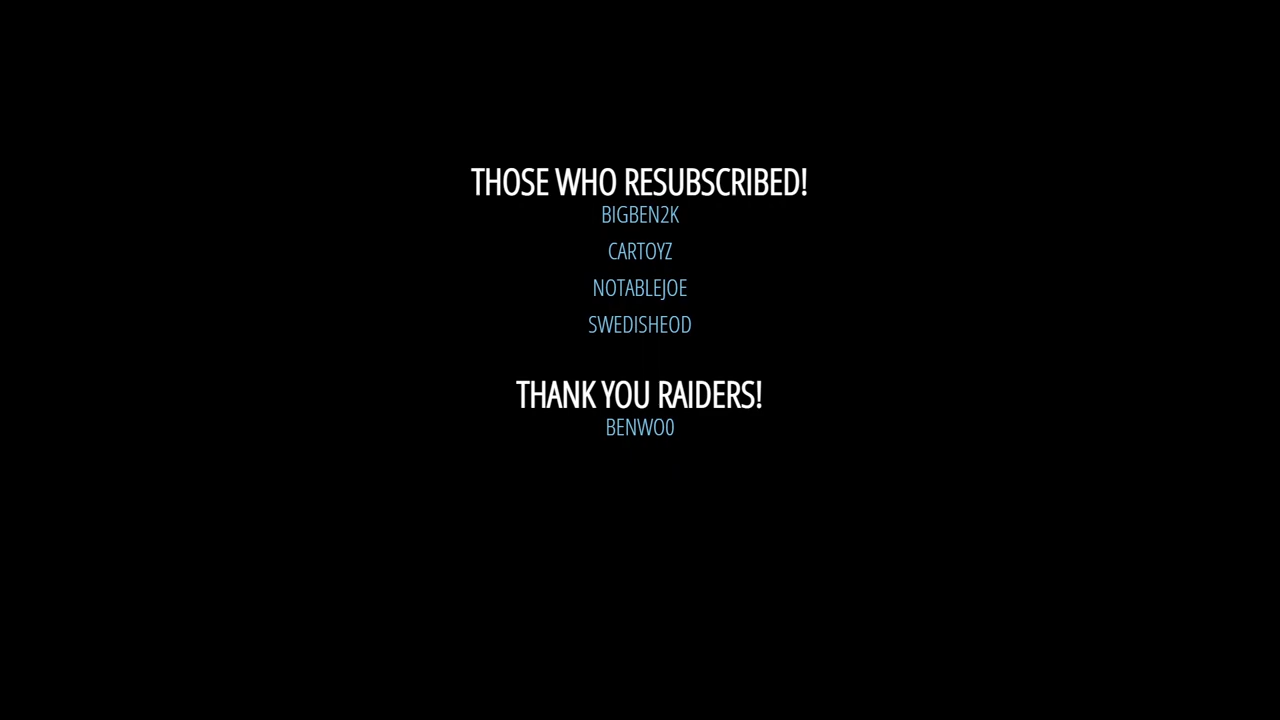 THOSE WHO RESUBSCRIBED!
BIGBEN2K
CARTOYZ
NOTABLEJOE
SWEDISHEOD
THANK YOU RAIDERS!
BENWO0